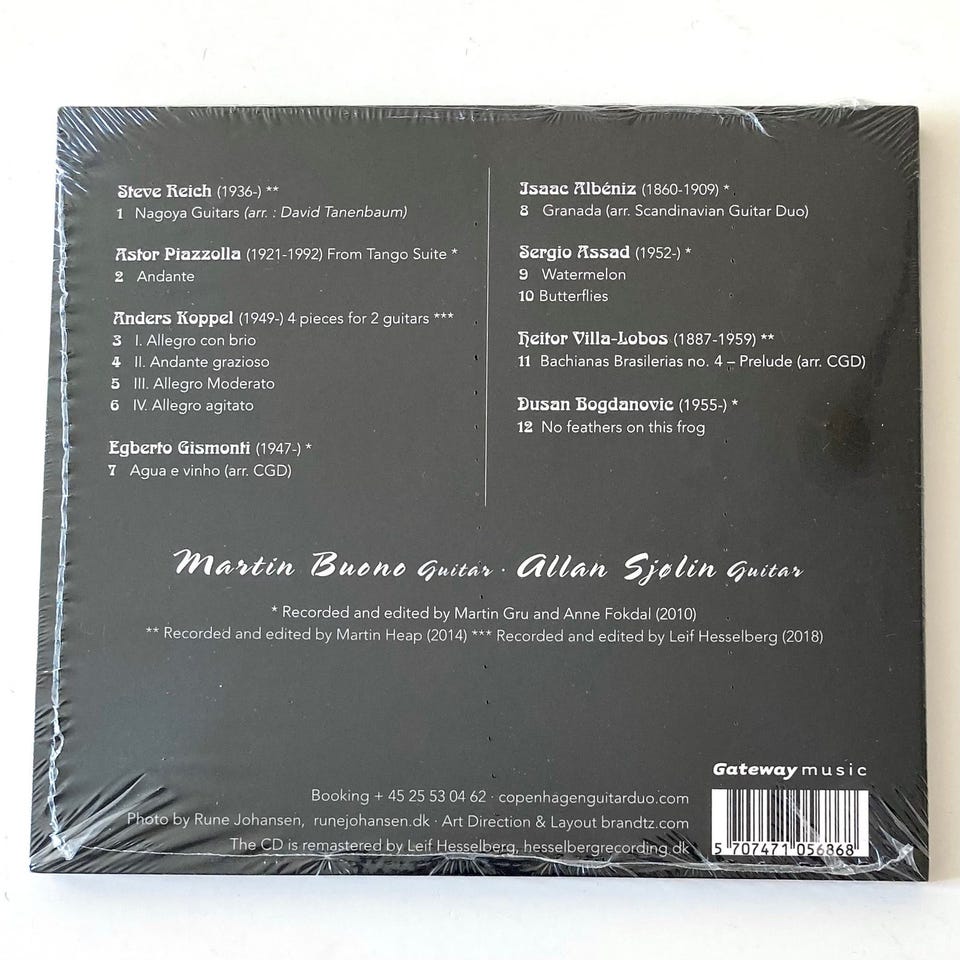 Steve Reich (1936-) **
1 Nagoya Guitars (arr. : David Tanenbaum)
Astor Piazzolla (1921-1992) From Tango Suite *
2 Andante
Anders Koppel (1949-) 4 pieces for 2 guitars ***
3 I. Allegro con brio
4 II. Andante grazioso
5 III. Allegro Moderato
6 IV. Allegro agitato
Egberto Gismonti (1947-) *
7 Agua e vinho (arr. CGD)
Isaac Albéniz (1860-1909) *
8 Granada (arr. Scandinavian Guitar Duo)
Sergio Assad (1952-) *
9 Watermelon
10 Butterflies
Heitor Villa-Lobos (1887-1959) **
11 Bachianas Brasilerias no. 4 – Prelude (arr. CGD)
Dusan Bogdanovic (1955-) *
12 No feathers on this frog
Martin Buono Guitar · Allan Sjølin Guitar
* Recorded and edited by Martin Gru and Anne Fokdal (2010)
** Recorded and edited by Martin Heap (2014) *** Recorded and edited by Leif Hesselberg (2018)
Gateway music
Booking + 45 25 53 04 62 · copenhagenguitarduo.com
Photo by Rune Johansen, runejohansen.dk · Art Direction & Layout brandtz.com
The CD is remastered by Leif Hesselberg, hesselbergrecording.dk
5 707471 056868